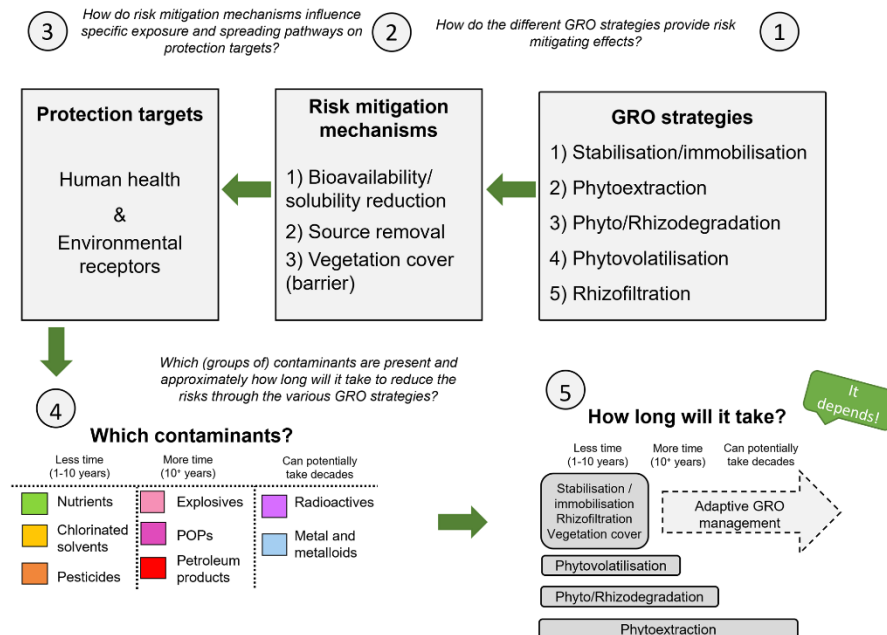 3
How do risk mitigation mechanisms influence
specific exposure and spreading pathways on
protection targets?
2
How do the different GRO strategies provide risk
mitigating effects?
1
Protection targets
Human health
&
Environmental
receptors
Risk mitigation
mechanisms
1) Bioavailability/
solubility reduction
2) Source removal
3) Vegetation cover
(barrier)
GRO strategies
1) Stabilisation/immobilisation
2) Phytoextraction
3) Phyto/Rhizodegradation
4) Phytovolatilisation
5) Rhizofiltration
Which (groups of) contaminants are present and
approximately how long will it take to reduce the
risks through the various GRO strategies?
4
Which contaminants?
Less time
(1-10 years)
More time
(10⁺ years)
Can potentially
take decades
Nutrients
Chlorinated
solvents
Pesticides
Explosives
POPs
Petroleum
products
Radioactives
Metal and
metalloids
5
It
depends!
How long will it take?
Less time
(1-10 years)
More time
(10⁺ years)
Can potentially
take decades
Stabilisation /
immobilisation
Rhizofiltration
Vegetation cover
Adaptive GRO
management
Phytovolatilisation
Phyto/Rhizodegradation
Phytoextraction